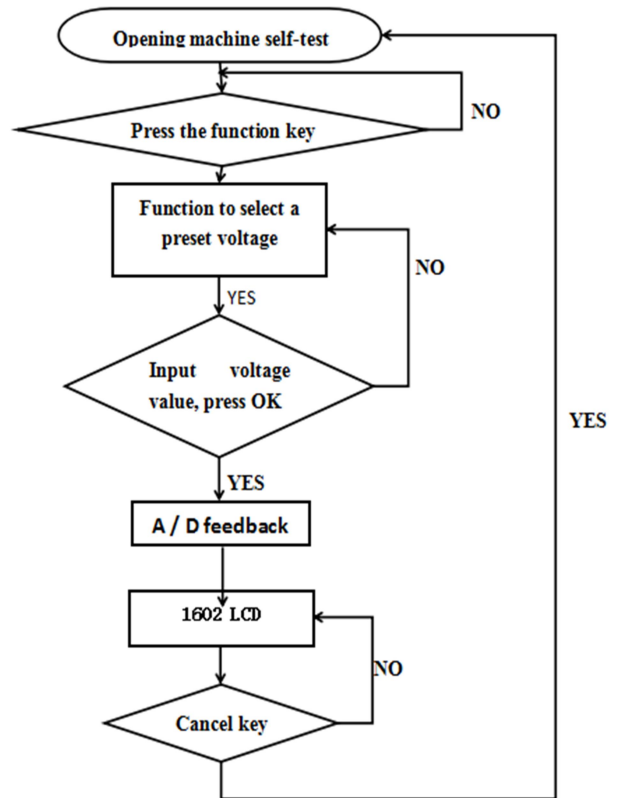 Opening machine self-test
NO
Press the function key
Function to select a
preset voltage
NO
YES
Input voltage
value, press OK
YES
YES
A / D feedback
1602 LCD
NO
Cancel key